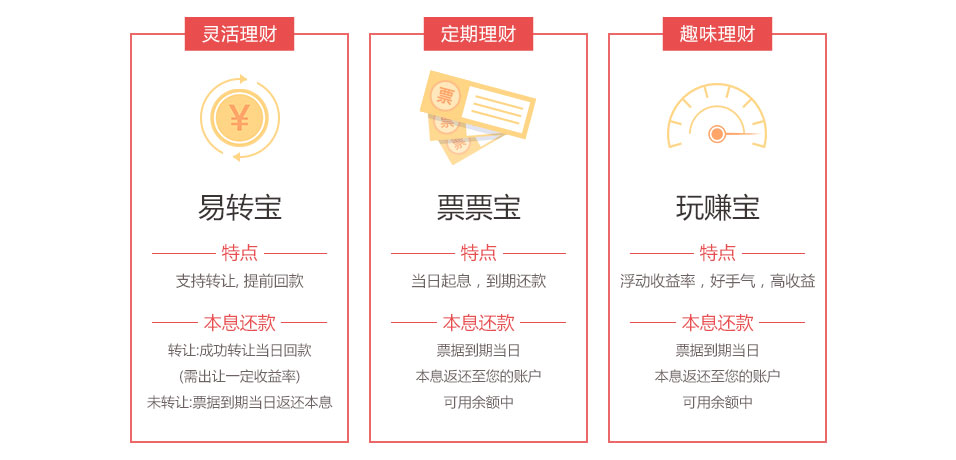 灵活理财
¥
易转宝
特点
支持转让, 提前回款
本息还款
转让:成功转让当日回款
(需出让一定收益率)
未转让:票据到期当日返还本息
定期理财
票
票
票
票票宝
特点
当日起息，到期还款
本息还款
票据到期当日
本息返还至您的账户
可用余额中
趣味理财
玩赚宝
特点
浮动收益率，好手气，高收益
本息还款
票据到期当日
本息返还至您的账户
可用余额中